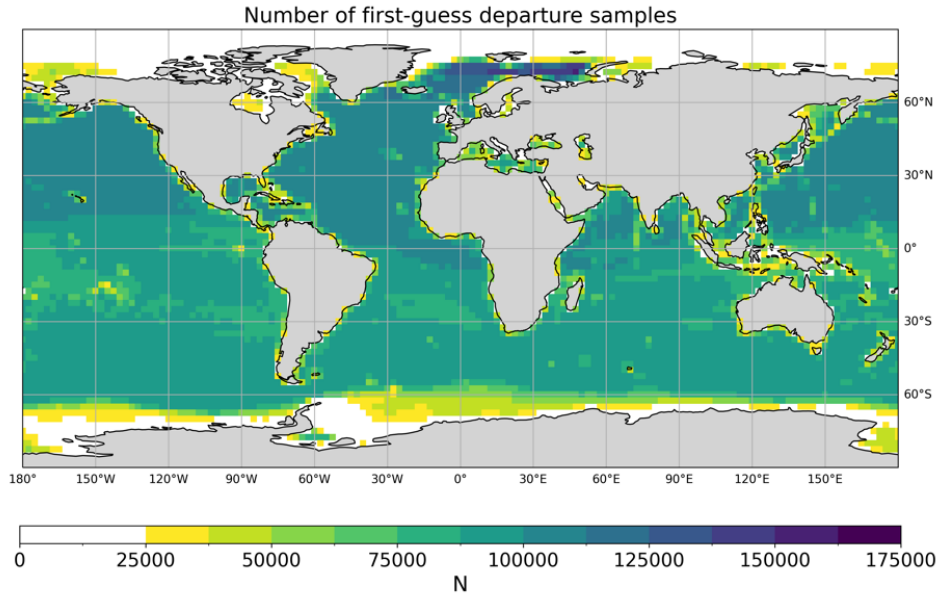 Number of first-guess departure samples
60°N
30°N
0°
30°S
60°S
180° 150°W 120°W 90°W 60°W 30°W 0° 30°E 60°E 90°E 120°E 150°E
0 25000 50000 75000 100000 125000 150000 175000
N